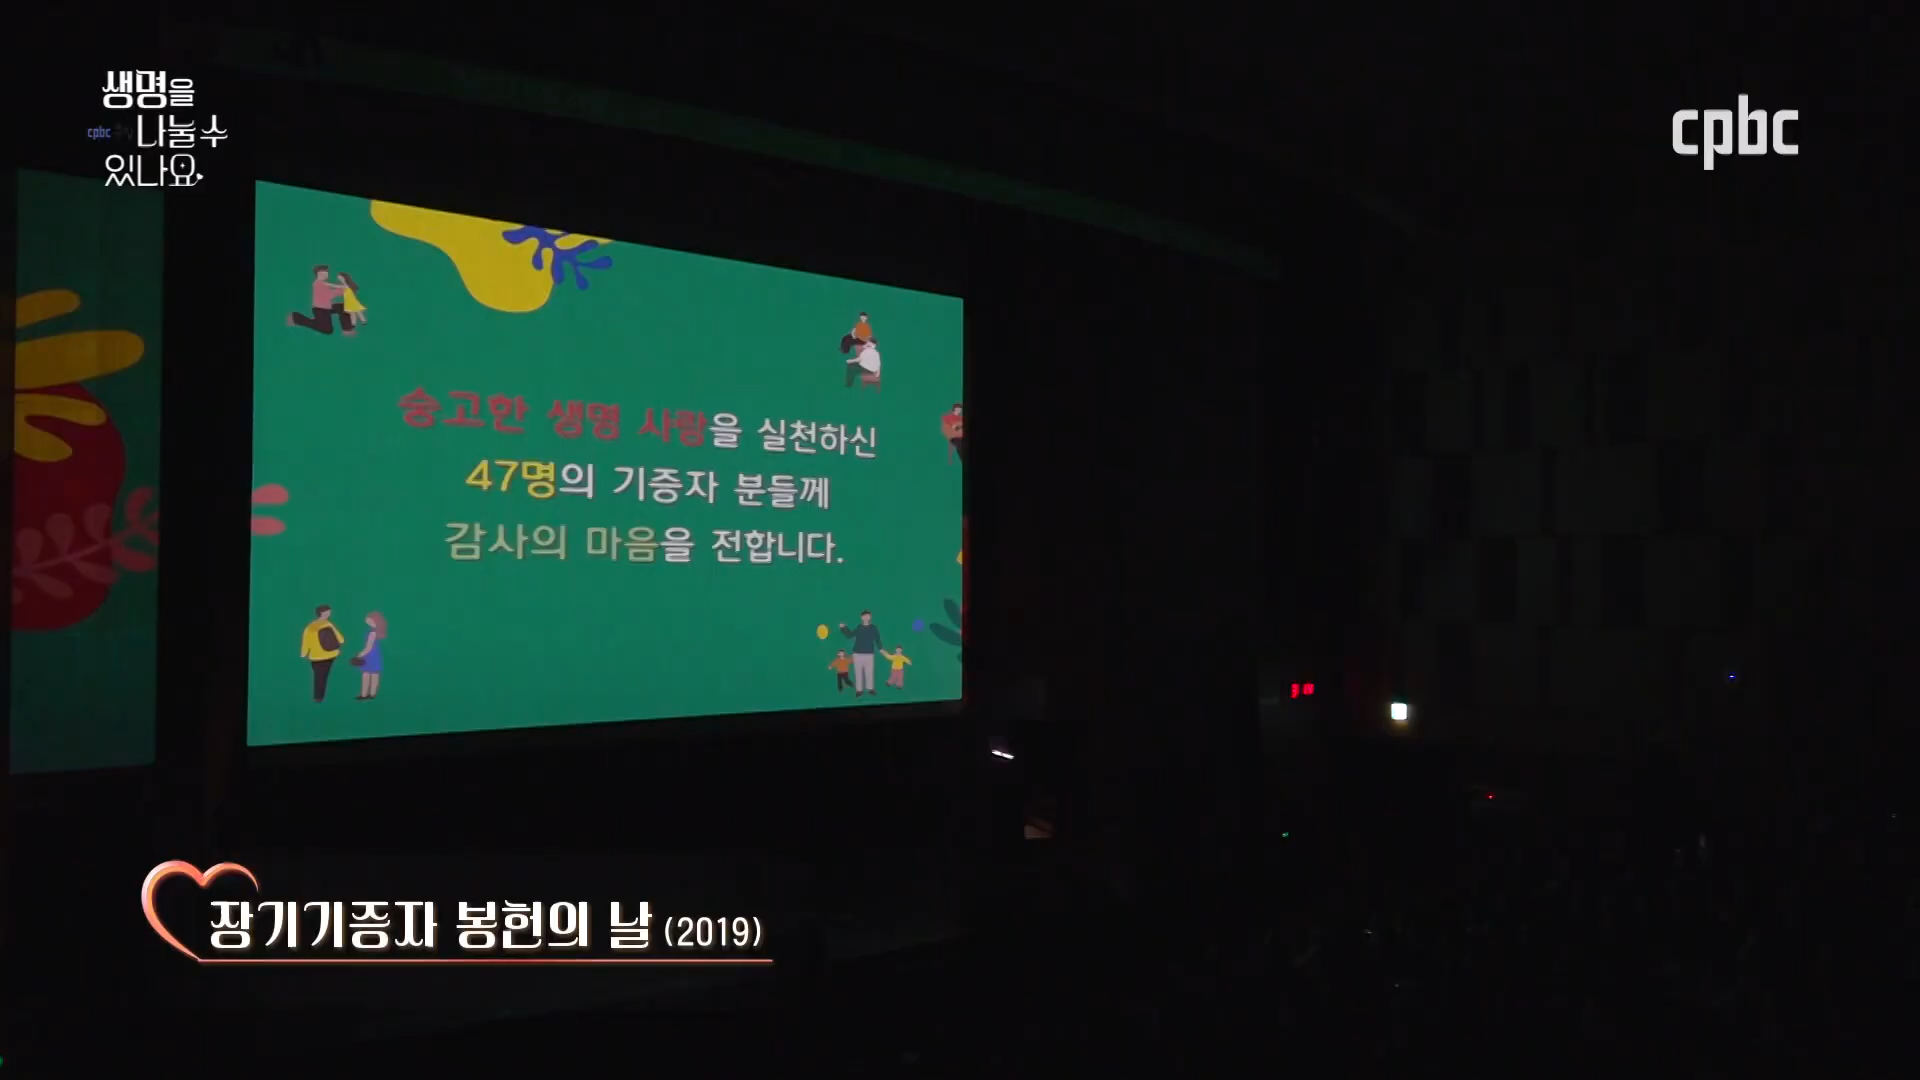 생명을
cpbc
나눌 수
있나요
cpbc
숭고한 생명 사랑을 실천하신
47명의 기증자 분들께
감사의 마음을 전합니다.
장기기증자 봉헌의 날 (2019)